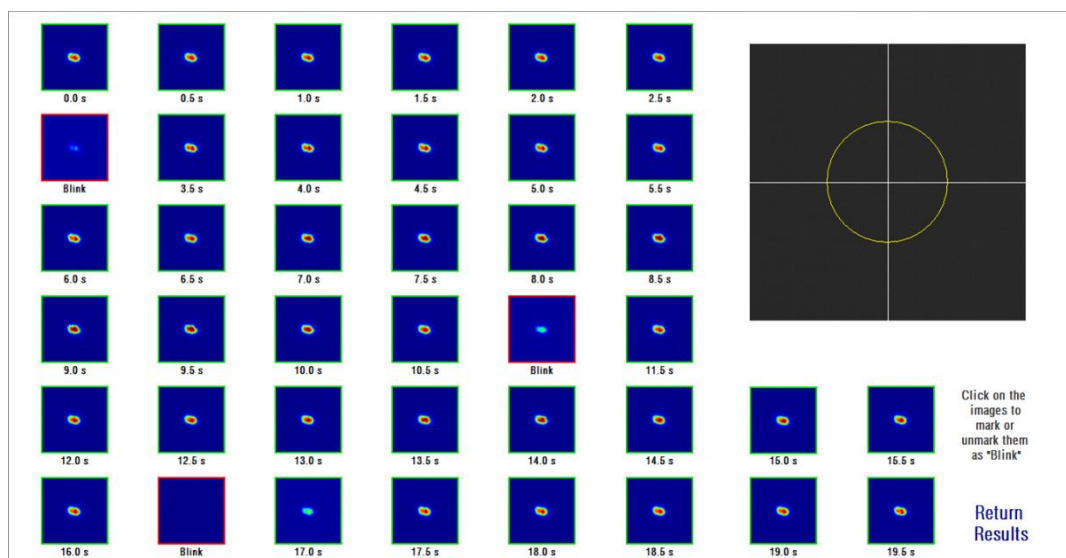 0.0 s 0.5 s 1.0 s 1.5 s 2.0 s 2.5 s
Blink 3.5 s 4.0 s 4.5 s 5.0 s 5.5 s
6.0 s 6.5 s 7.0 s 7.5 s 8.0 s 8.5 s
9.0 s 9.5 s 10.0 s 10.5 s Blink 11.5 s
12.0 s 12.5 s 13.0 s 13.5 s 14.0 s 14.5 s 15.0 s 15.5 s
Click on the
images to
mark or
unmark them
as "Blink"
16.0 s Blink 17.0 s 17.5 s 18.0 s 18.5 s 19.0 s 19.5 s
Return
Results